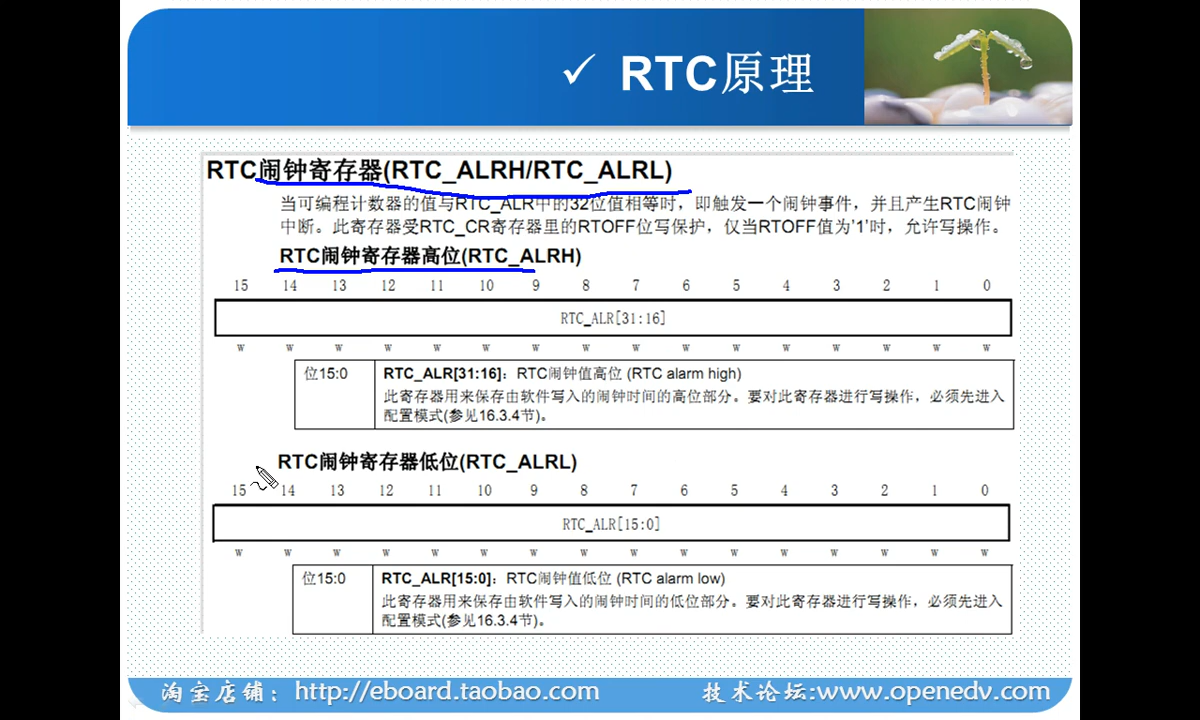 ✓ RTC原理
RTC闹钟寄存器(RTC_ALRH/RTC_ALRL)
当可编程计数器的值与RTC_ALR中的32位值相等时，即触发一个闹钟事件，并且产生RTC闹钟
中断。此寄存器受RTC_CR寄存器里的RTOFF位写保护，仅当RTOFF值为'1'时，允许写操作。
RTC闹钟寄存器高位(RTC_ALRH)
15 14 13 12 11 10 9 8 7 6 5 4 3 2 1 0
RTC_ALR[31:16]
w w w w w w w w w w w w w w w w
位15:0 RTC_ALR[31:16]：RTC闹钟值高位 (RTC alarm high)
此寄存器用来保存由软件写入的闹钟时间的高位部分。要对此寄存器进行写操作，必须先进入
配置模式(参见16.3.4节)。
RTC闹钟寄存器低位(RTC_ALRL)
15 14 13 12 11 10 9 8 7 6 5 4 3 2 1 0
RTC_ALR[15:0]
w w w w w w w w w w w w w w w w
位15:0 RTC_ALR[15:0]：RTC闹钟值低位 (RTC alarm low)
此寄存器用来保存由软件写入的闹钟时间的低位部分。要对此寄存器进行写操作，必须先进入
配置模式(参见16.3.4节)。
淘宝店铺：http://eboard.taobao.com 技术论坛:www.openedv.com